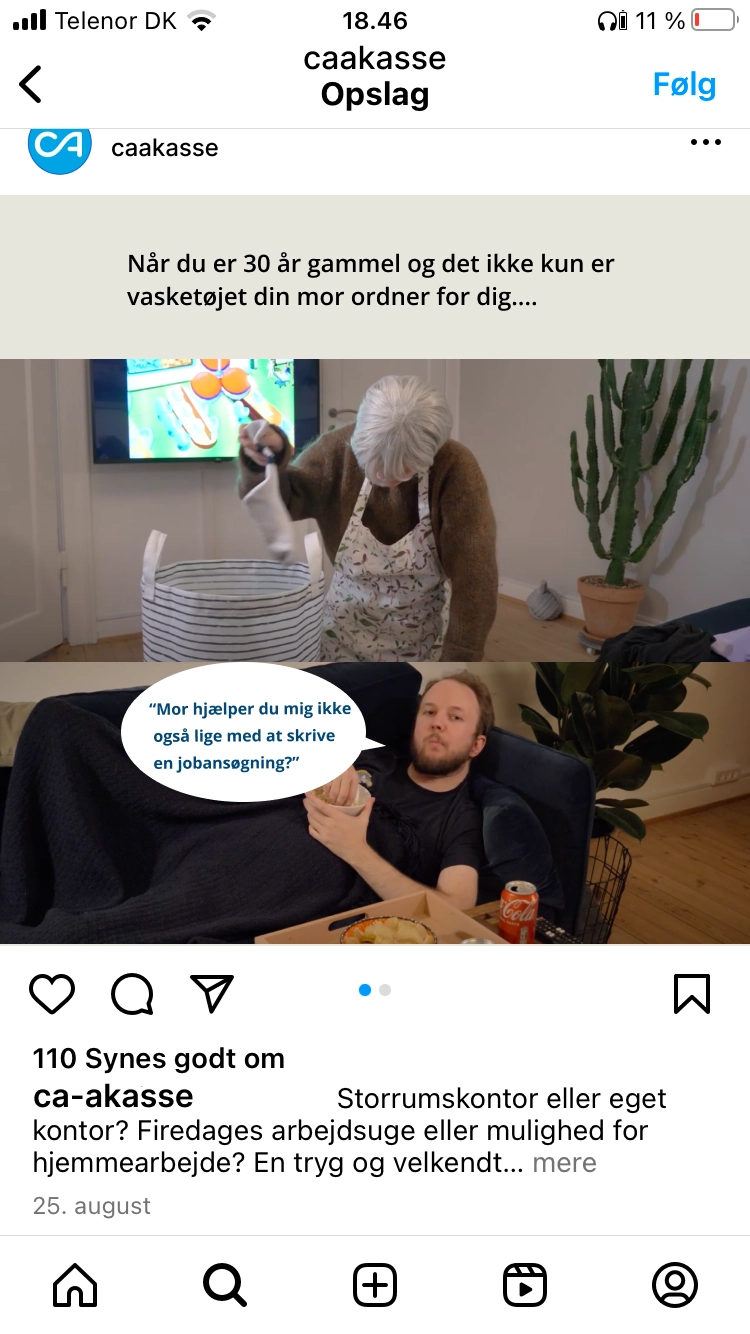 Telenor DK 18.46 11 %
caakasse
Opslag
Følg
CA caakasse
Når du er 30 år gammel og det ikke kun er
vasketøjet din mor ordner for dig....
“Mor hjælper du mig ikke
også lige med at skrive
en jobansøgning?”
Coca-Cola
110 Synes godt om
ca-akasse Storrumskontor eller eget
kontor? Firedages arbejdsuge eller mulighed for
hjemmearbejde? En tryg og velkendt... mere
25. august